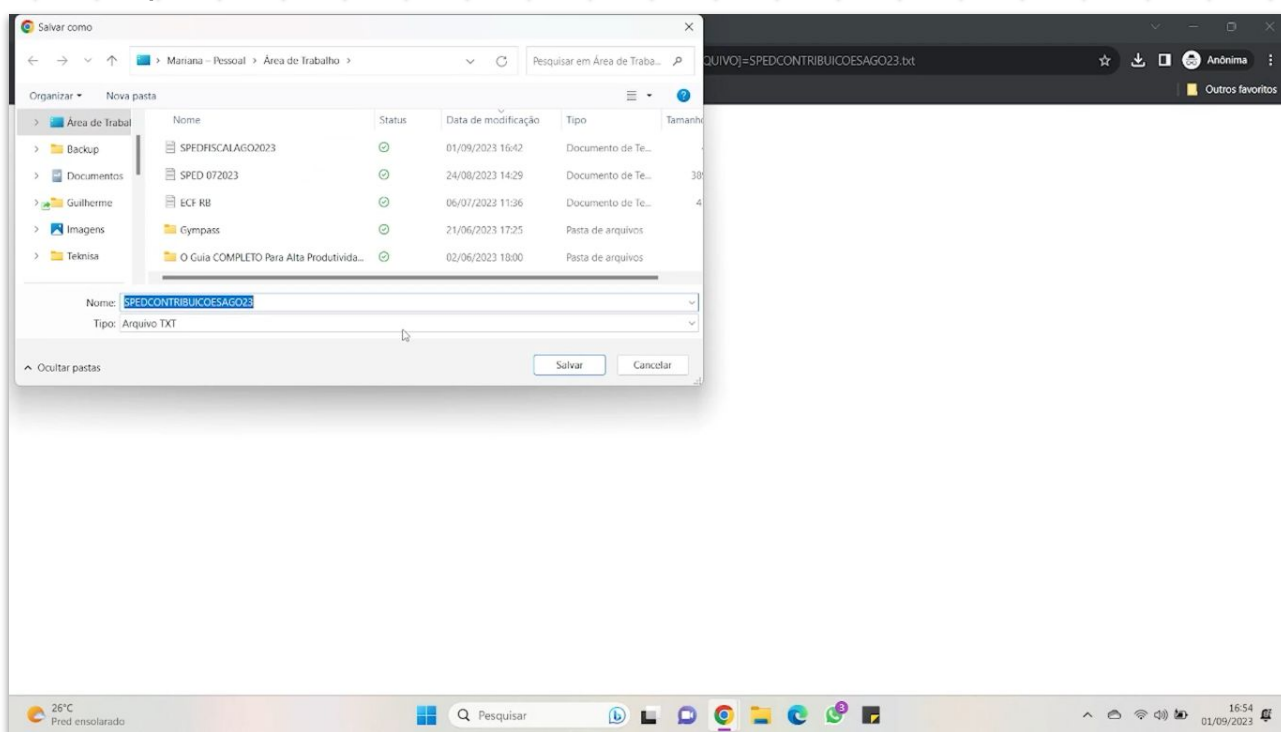 Salvar como
Mariana – Pessoal > Área de Trabalho >
Pesquisar em Área de Traba...
QUIVO]=SPEDCONTRIBUICOESAGO23.txt
Anônima
Organizar
Nova pasta
Outros favoritos
Área de Trabal
Nome
Status
Data de modificação
Tipo
Tamanho
Backup
SPEDFISCALAGO2023
01/09/2023 16:42
Documento de Te...
Documentos
SPED 072023
24/08/2023 14:29
Documento de Te...
38
Guilherme
ECF RB
06/07/2023 11:36
Documento de Te...
4
Imagens
Gympass
21/06/2023 17:25
Pasta de arquivos
Teknisa
O Guia COMPLETO Para Alta Produtivida...
02/06/2023 18:00
Pasta de arquivos
Nome: SPEDCONTRIBUICOESAGO23
Tipo: Arquivo TXT
Ocultar pastas
Salvar
Cancelar
26°C
Pred ensolarado
Pesquisar
3
16:54
01/09/2023